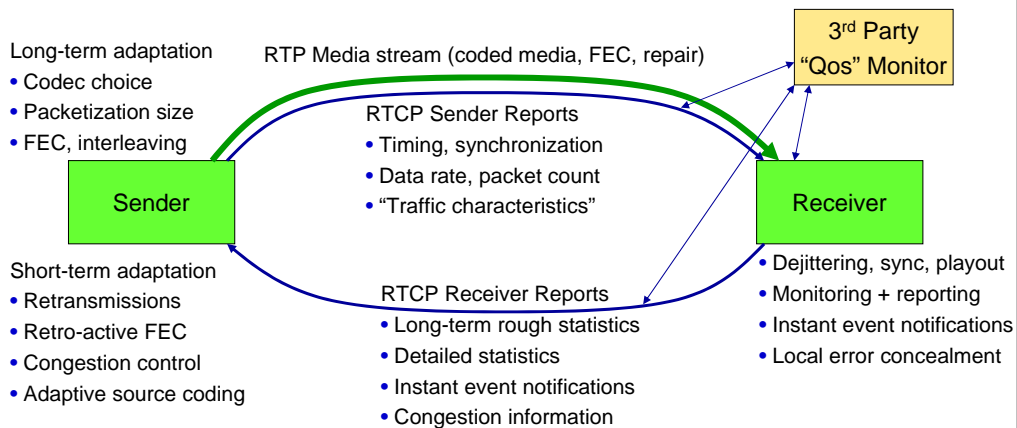 Long-term adaptation
• Codec choice
• Packetization size
• FEC, interleaving
RTP Media stream (coded media, FEC, repair)
3rd Party
“Qos” Monitor
RTCP Sender Reports
• Timing, synchronization
• Data rate, packet count
• “Traffic characteristics”
Sender
Receiver
Short-term adaptation
• Retransmissions
• Retro-active FEC
• Congestion control
• Adaptive source coding
RTCP Receiver Reports
• Long-term rough statistics
• Detailed statistics
• Instant event notifications
• Congestion information
• Dejittering, sync, playout
• Monitoring + reporting
• Instant event notifications
• Local error concealment